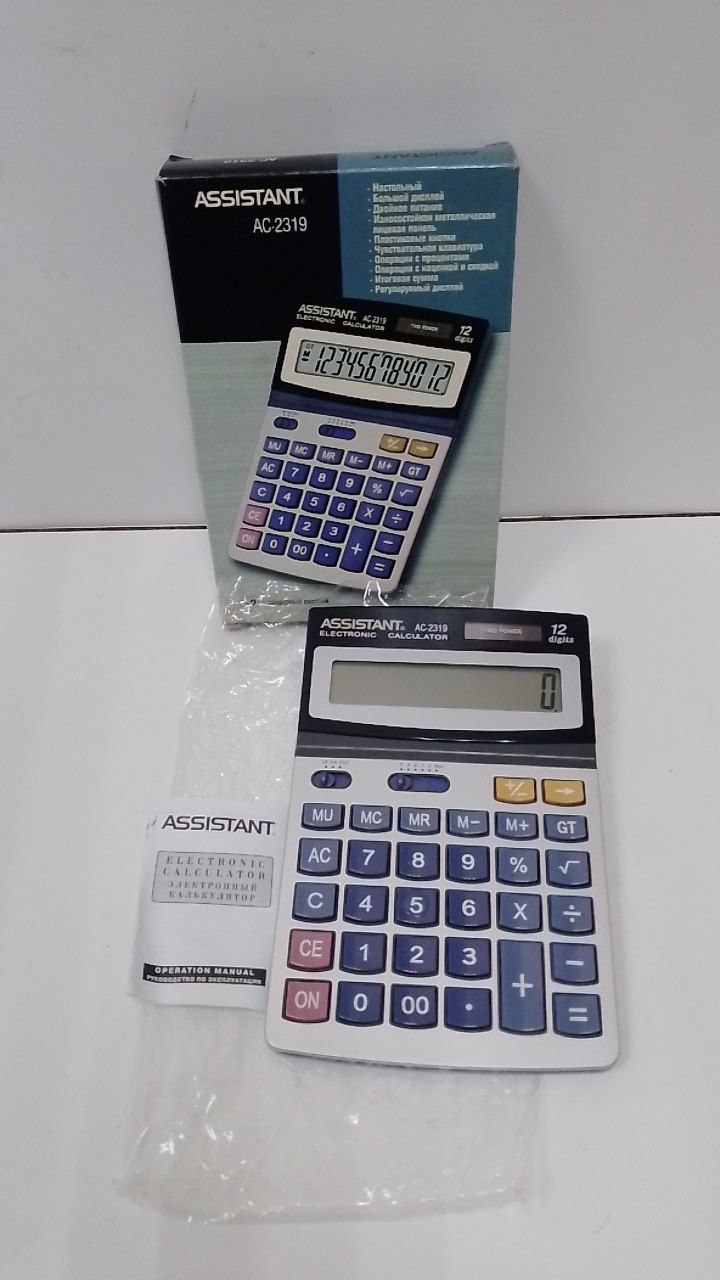 ASSISTANT
AC-2319
ASSISTANT
AC-2319
- Настольный
- Большой дисплей
- Двойное питание
- Износостойкая металлическая
лицевая панель
- Пластиковые кнопки
- Чувствительная клавиатура
- Операции с процентами
- Операции с наценкой и скидкой
- Итоговая сумма
- Регулируемый дисплей
ASSISTANT® AC-2319
ELECTRONIC CALCULATOR
TWO POWER
12
digits
GT
M
=
123456789012
+/- →
MU MC MR M- M+ GT
AC 7 8 9 % √
C 4 5 6 X ÷
CE 1 2 3 + −
ON 0 00 · =
ASSISTANT® AC-2319
ELECTRONIC CALCULATOR
TWO POWER
12
digits
0.
+/- →
MU MC MR M- M+ GT
AC 7 8 9 % √
C 4 5 6 X ÷
CE 1 2 3 + −
ON 0 00 · =
ASSISTANT
ELECTRONIC
CALCULATOR
ЭЛЕКТРОННЫЙ
КАЛЬКУЛЯТОР
OPERATION MANUAL
РУКОВОДСТВО ПО ЭКСПЛУАТАЦИИ